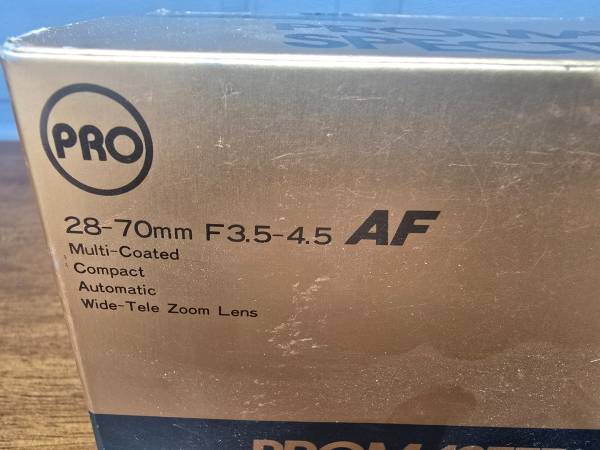 PRO
28-70mm F3.5-4.5 AF
Multi-Coated
Compact
Automatic
Wide-Tele Zoom Lens